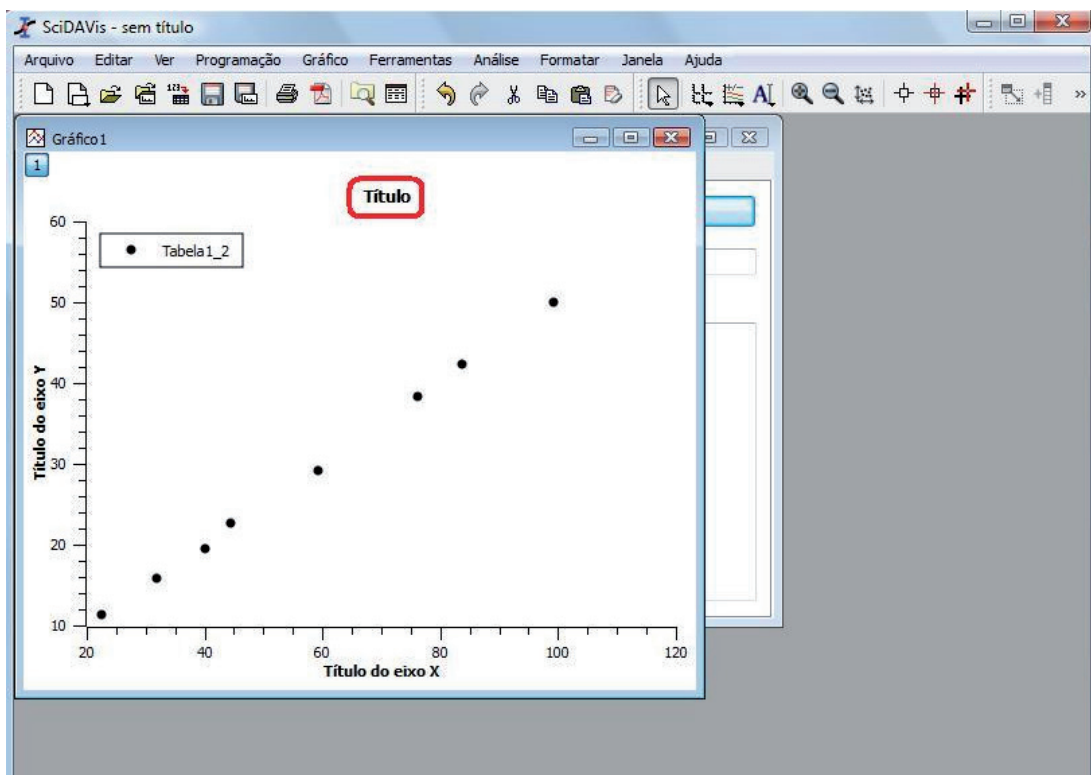 SciDAVis - sem título
Arquivo Editar Ver Programação Gráfico Ferramentas Análise Formatar Janela Ajuda
Gráfico1
1
Título
Tabela1_2
60
50
40
30
20
10
Título do eixo Y
20 40 60 80 100 120
Título do eixo X